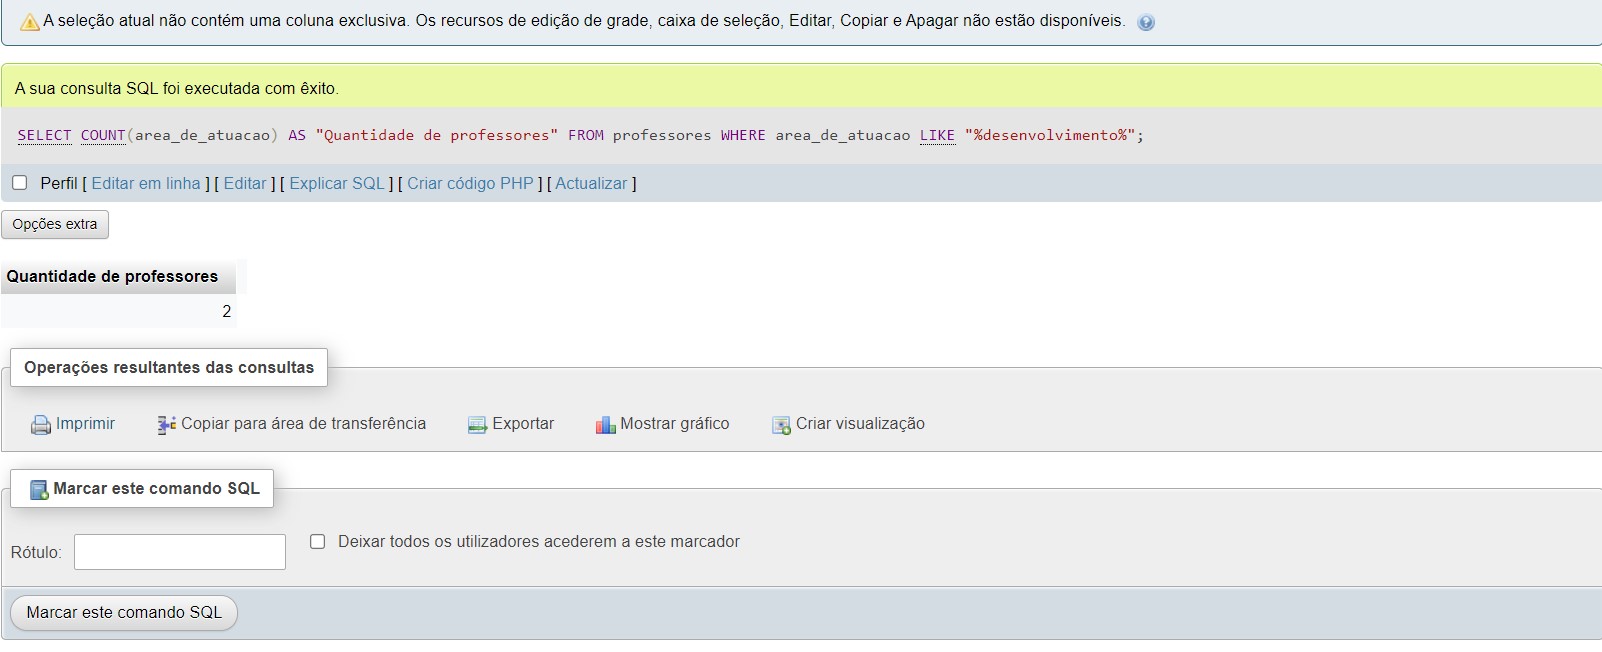 A seleção atual não contém uma coluna exclusiva. Os recursos de edição de grade, caixa de seleção, Editar, Copiar e Apagar não estão disponíveis.
A sua consulta SQL foi executada com êxito.
SELECT COUNT(area_de_atuacao) AS "Quantidade de professores" FROM professores WHERE area_de_atuacao LIKE "%desenvolvimento%";
Perfil [ Editar em linha ] [ Editar ] [ Explicar SQL ] [ Criar código PHP ] [ Actualizar ]
Opções extra
Quantidade de professores
2
Operações resultantes das consultas
Imprimir Copiar para área de transferência Exportar Mostrar gráfico Criar visualização
Marcar este comando SQL
Rótulo: Deixar todos os utilizadores acederem a este marcador
Marcar este comando SQL